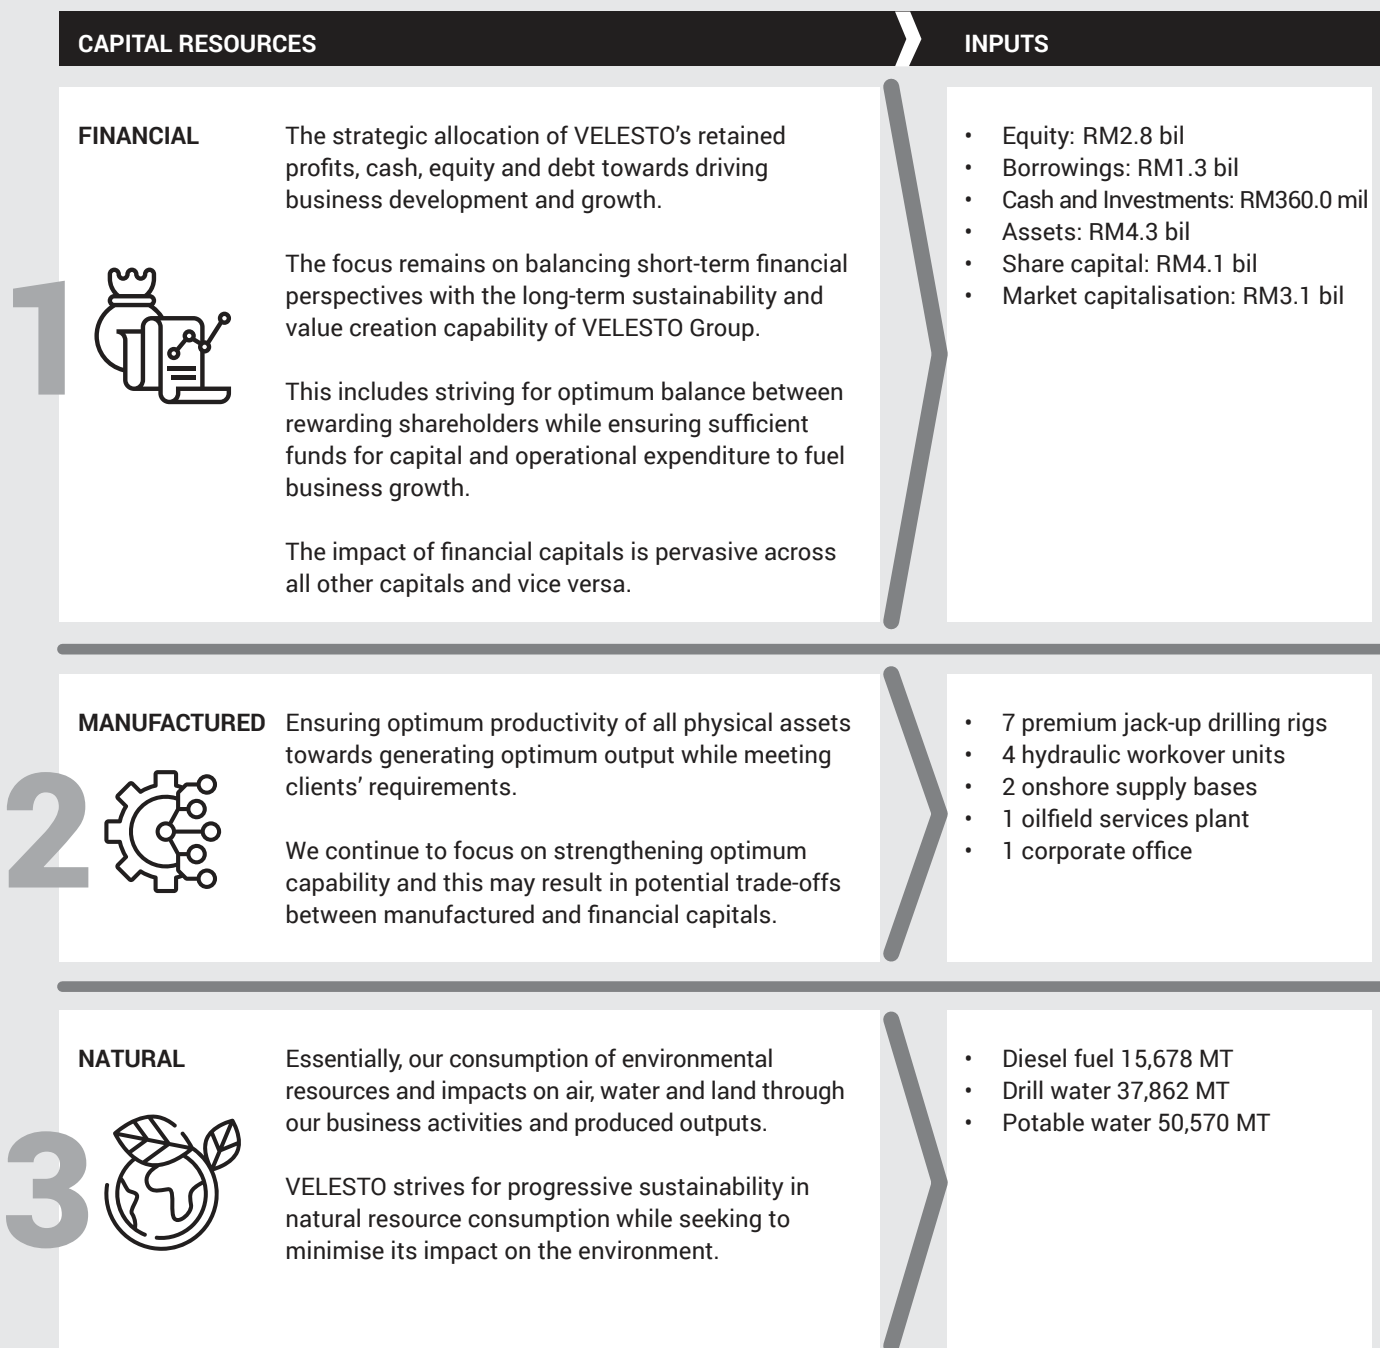 CAPITAL RESOURCES
INPUTS
1
FINANCIAL
The strategic allocation of VELESTO's retained
profits, cash, equity and debt towards driving
business development and growth.
The focus remains on balancing short-term financial
perspectives with the long-term sustainability and
value creation capability of VELESTO Group.
This includes striving for optimum balance between
rewarding shareholders while ensuring sufficient
funds for capital and operational expenditure to fuel
business growth.
The impact of financial capitals is pervasive across
all other capitals and vice versa.
• Equity: RM2.8 bil
• Borrowings: RM1.3 bil
• Cash and Investments: RM360.0 mil
• Assets: RM4.3 bil
• Share capital: RM4.1 bil
• Market capitalisation: RM3.1 bil
2
MANUFACTURED
Ensuring optimum productivity of all physical assets
towards generating optimum output while meeting
clients' requirements.
We continue to focus on strengthening optimum
capability and this may result in potential trade-offs
between manufactured and financial capitals.
• 7 premium jack-up drilling rigs
• 4 hydraulic workover units
• 2 onshore supply bases
• 1 oilfield services plant
• 1 corporate office
3
NATURAL
Essentially, our consumption of environmental
resources and impacts on air, water and land through
our business activities and produced outputs.
VELESTO strives for progressive sustainability in
natural resource consumption while seeking to
minimise its impact on the environment.
• Diesel fuel 15,678 MT
• Drill water 37,862 MT
• Potable water 50,570 MT